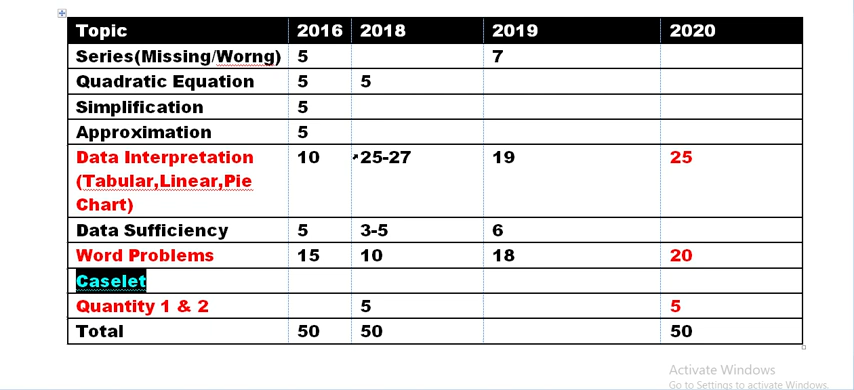 Topic 2016 2018 2019 2020
Series(Missing/Worng) 5 7
Quadratic Equation 5 5
Simplification 5
Approximation 5
Data Interpretation 10 25-27 19 25
(Tabular,Linear,Pie
Chart)
Data Sufficiency 5 3-5 6
Word Problems 15 10 18 20
Caselet
Quantity 1 & 2 5 5
Total 50 50 50
Activate Windows
Go to Settings to activate Windows.